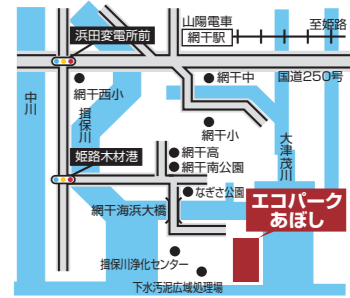 山陽電車
網干駅
至姫路
浜田変電所前
網干西小
網干中
国道250号
中川
揖保川
網干小
大津茂川
網干高
姫路木材港
網干南公園
なぎさ公園
エコパーク
あぼし
網干海浜大橋
揖保川浄化センター
下水汚泥広域処理場